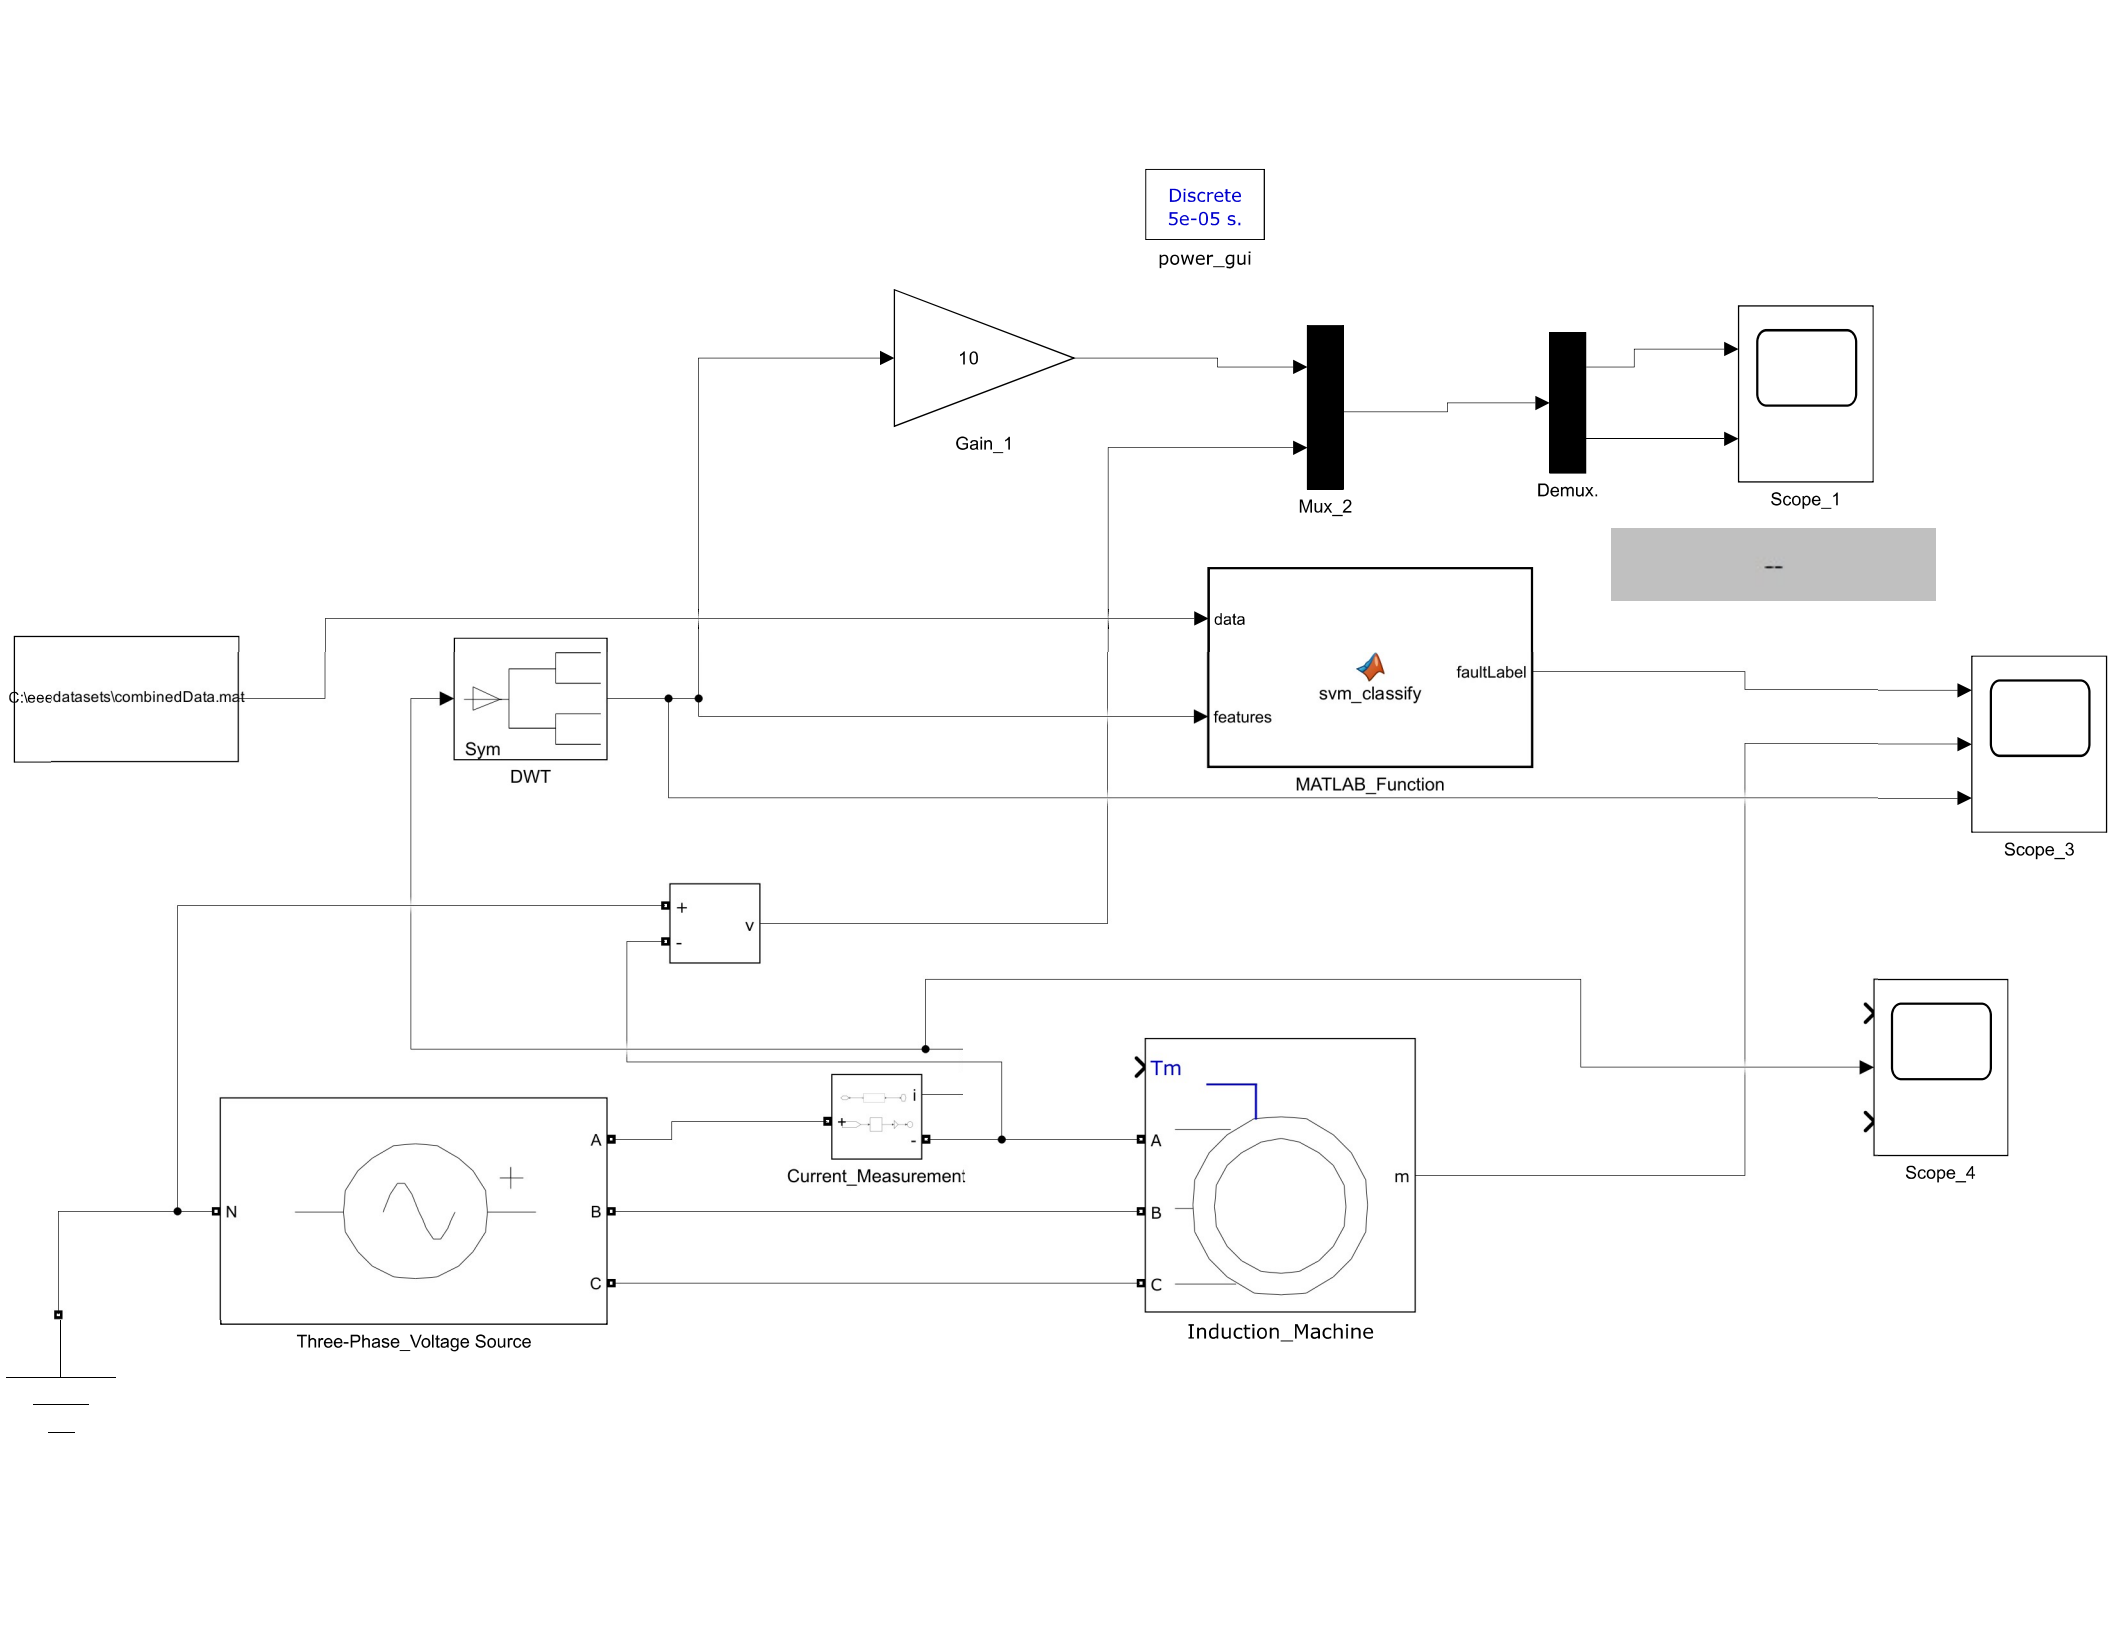 Discrete
5e-05 s.
power_gui
10
Gain_1
Mux_2
Demux.
Scope_1
--
data
svm_classify
faultLabel
features
MATLAB_Function
C:\eeedatasets\combinedData.mat
Sym
DWT
Scope_3
+
-
v
Tm
i
+
-
Current_Measurement
A
B
C
N
Three-Phase_Voltage Source
A
B
C
m
Induction_Machine
Scope_4